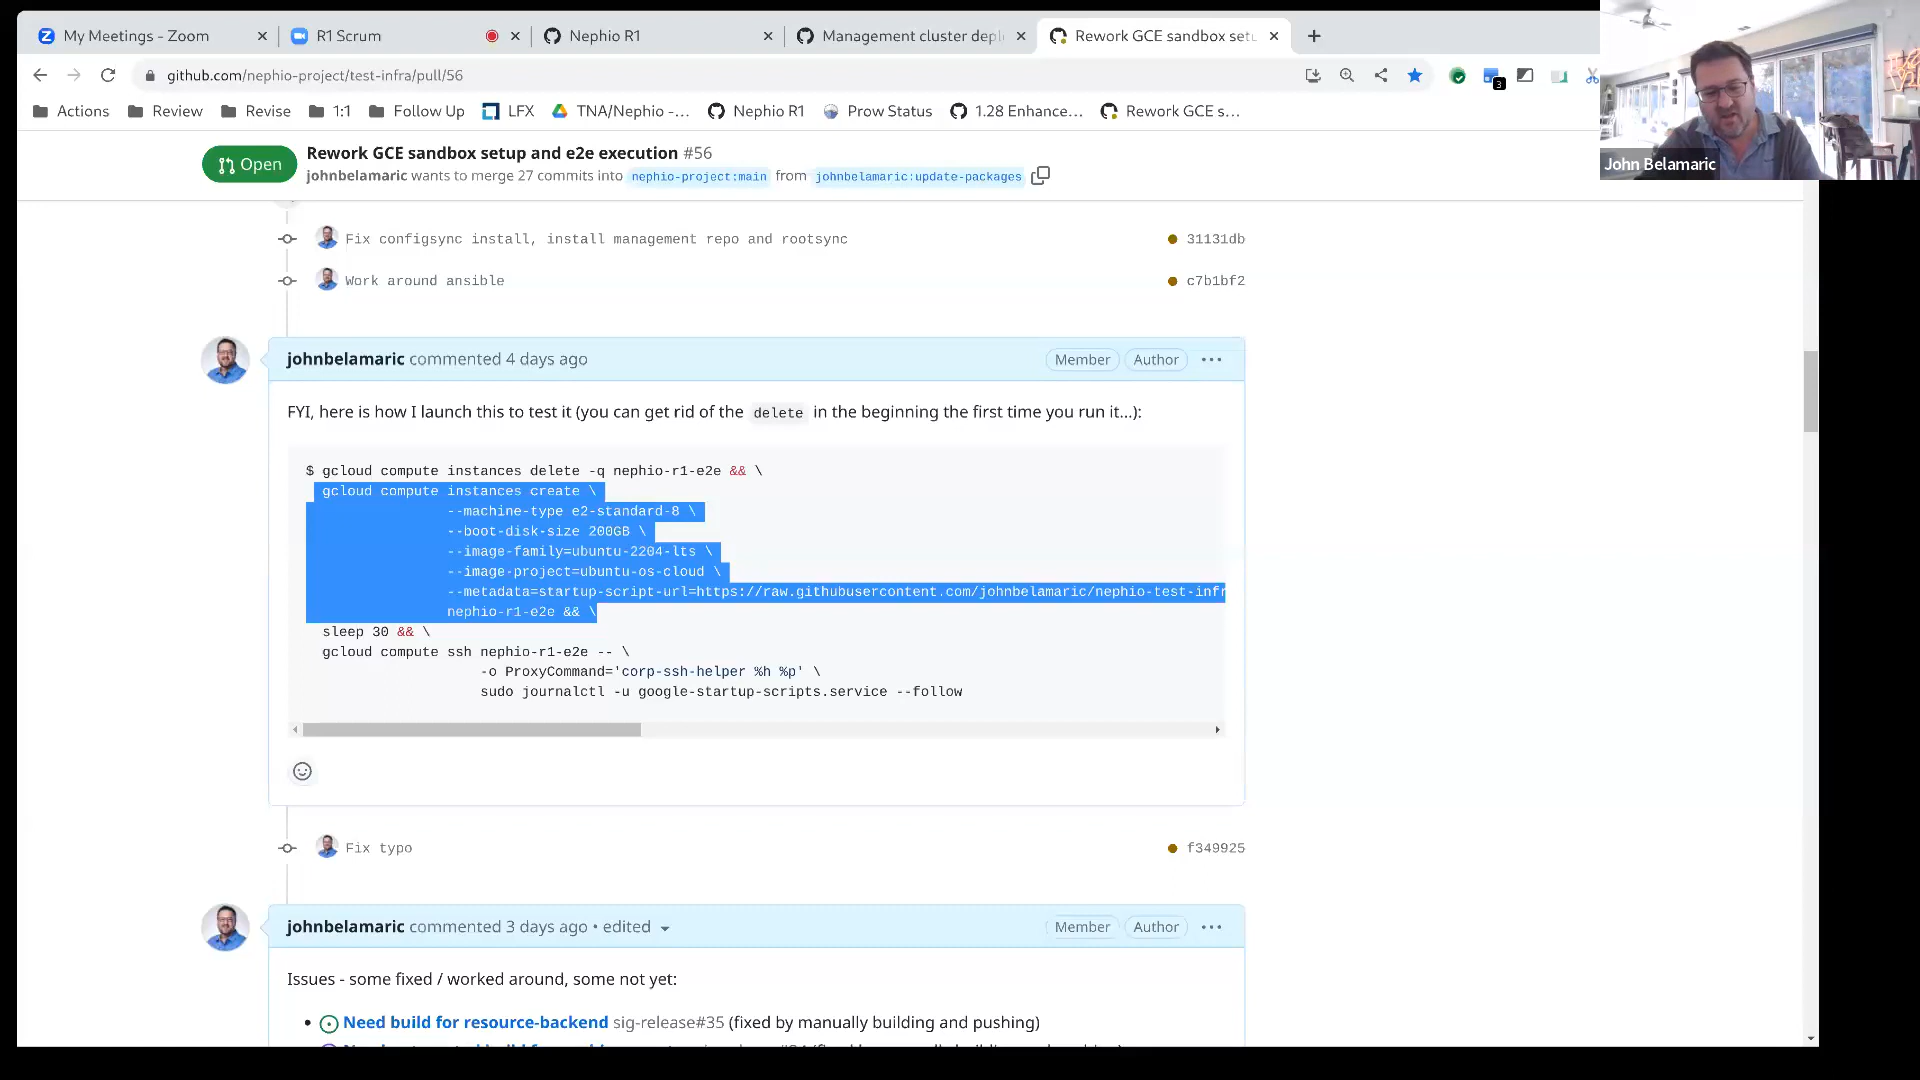 My Meetings - Zoom
R1 Scrum
Nephio R1
Management cluster depl
Rework GCE sandbox setu
github.com/nephio-project/test-infra/pull/56
3
Actions
Review
Revise
1:1
Follow Up
LFX
TNA/Nephio -...
Nephio R1
Prow Status
1.28 Enhance...
Rework GCE s...
John Belamaric
Open
Rework GCE sandbox setup and e2e execution #56
johnbelamaric wants to merge 27 commits into nephio-project:main from johnbelamaric:update-packages
Fix configsync install, install management repo and rootsync 31131db
Work around ansible c7b1bf2
johnbelamaric commented 4 days ago
Member
Author
FYI, here is how I launch this to test it (you can get rid of the delete in the beginning the first time you run it...):
$ gcloud compute instances delete -q nephio-r1-e2e && \
gcloud compute instances create \
--machine-type e2-standard-8 \
--boot-disk-size 200GB \
--image-family=ubuntu-2204-lts \
--image-project=ubuntu-os-cloud \
--metadata=startup-script-url=https://raw.githubusercontent.com/johnbelamaric/nephio-test-infr
nephio-r1-e2e && \
sleep 30 && \
gcloud compute ssh nephio-r1-e2e -- \
-o ProxyCommand='corp-ssh-helper %h %p' \
sudo journalctl -u google-startup-scripts.service --follow
Fix typo f349925
johnbelamaric commented 3 days ago • edited
Member
Author
Issues - some fixed / worked around, some not yet:
• Need build for resource-backend sig-release#35 (fixed by manually building and pushing)